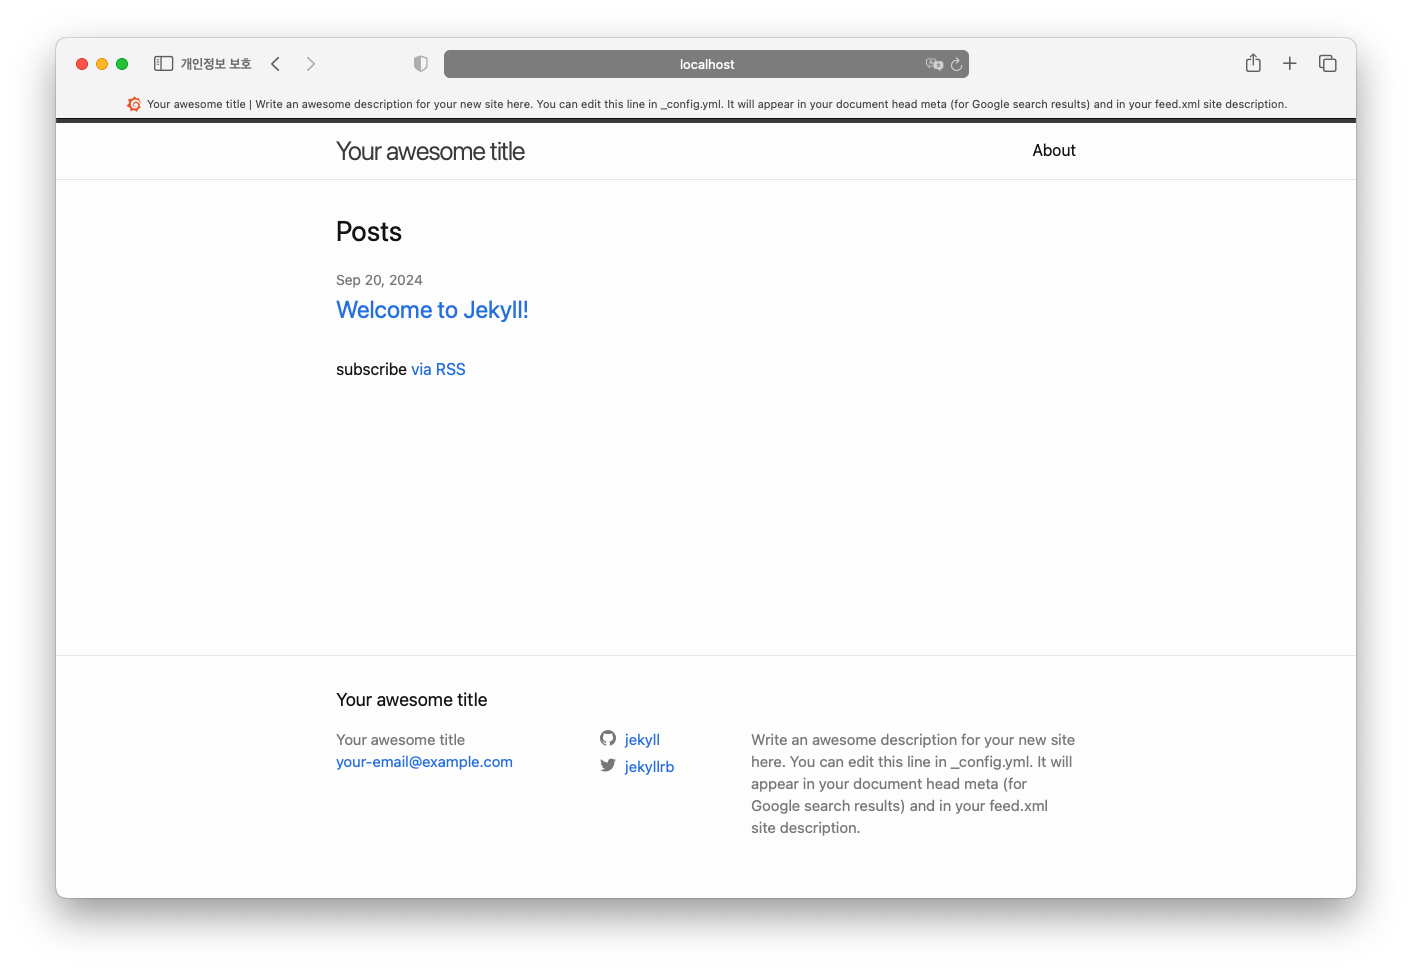 개인정보 보호
localhost
Your awesome title | Write an awesome description for your new site here. You can edit this line in _config.yml. It will appear in your document head meta (for Google search results) and in your feed.xml site description.
Your awesome title
About
Posts
Sep 20, 2024
Welcome to Jekyll!
subscribe via RSS
Your awesome title
Your awesome title
your-email@example.com
jekyll
jekyllrb
Write an awesome description for your new site
here. You can edit this line in _config.yml. It will
appear in your document head meta (for
Google search results) and in your feed.xml
site description.